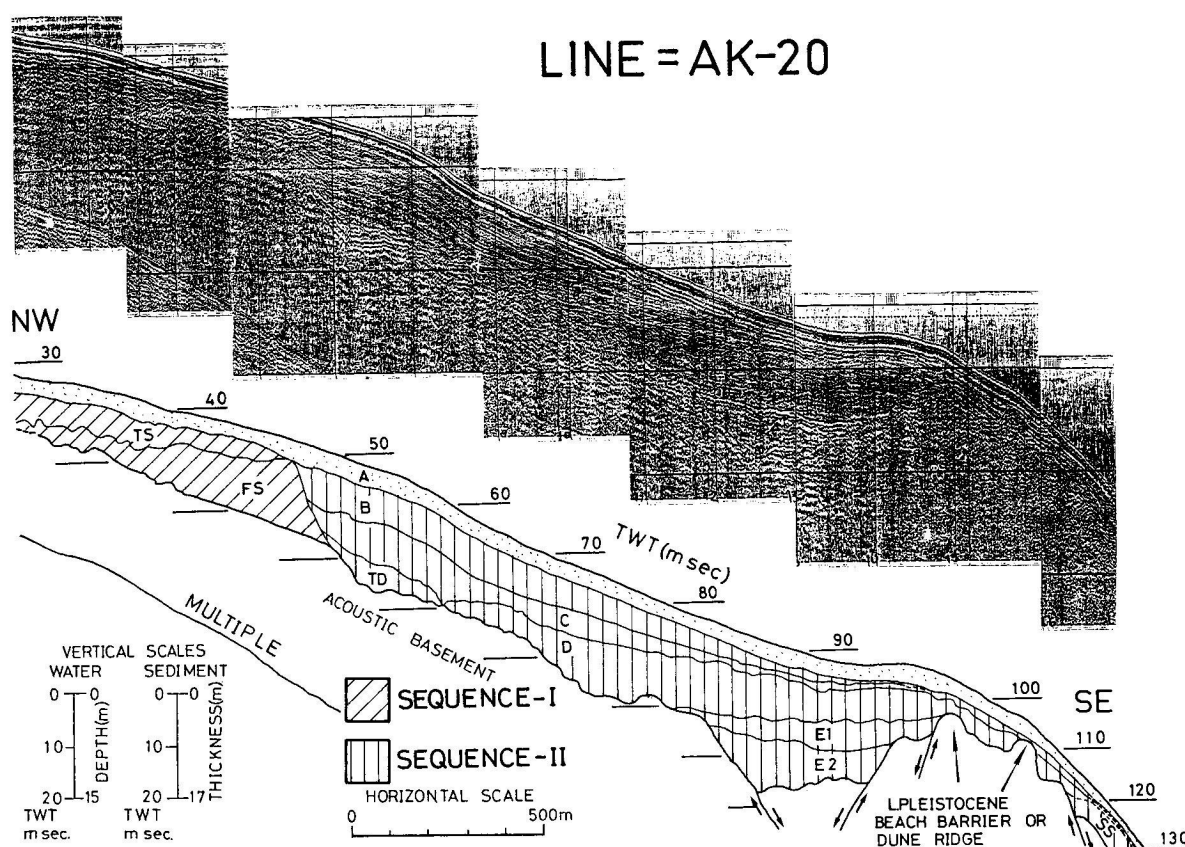 LINE = AK-20
NW
30
40
TS
50
FS
A
60
B
70
TWT(m sec)
TD
80
ACOUSTIC BASEMENT
C
90
MULTIPLE
D
VERTICAL SCALES
WATER SEDIMENT
0 0 0 0
10 10
20 15 20 17
DEPTH(m)
THICKNESS(m)
TWT TWT
m sec. m sec.
SEQUENCE-I
SEQUENCE-II
HORIZONTAL SCALE
0 500m
100
SE
E1
110
E2
LPLEISTOCENE
BEACH BARRIER OR
DUNE RIDGE
120
SS
130